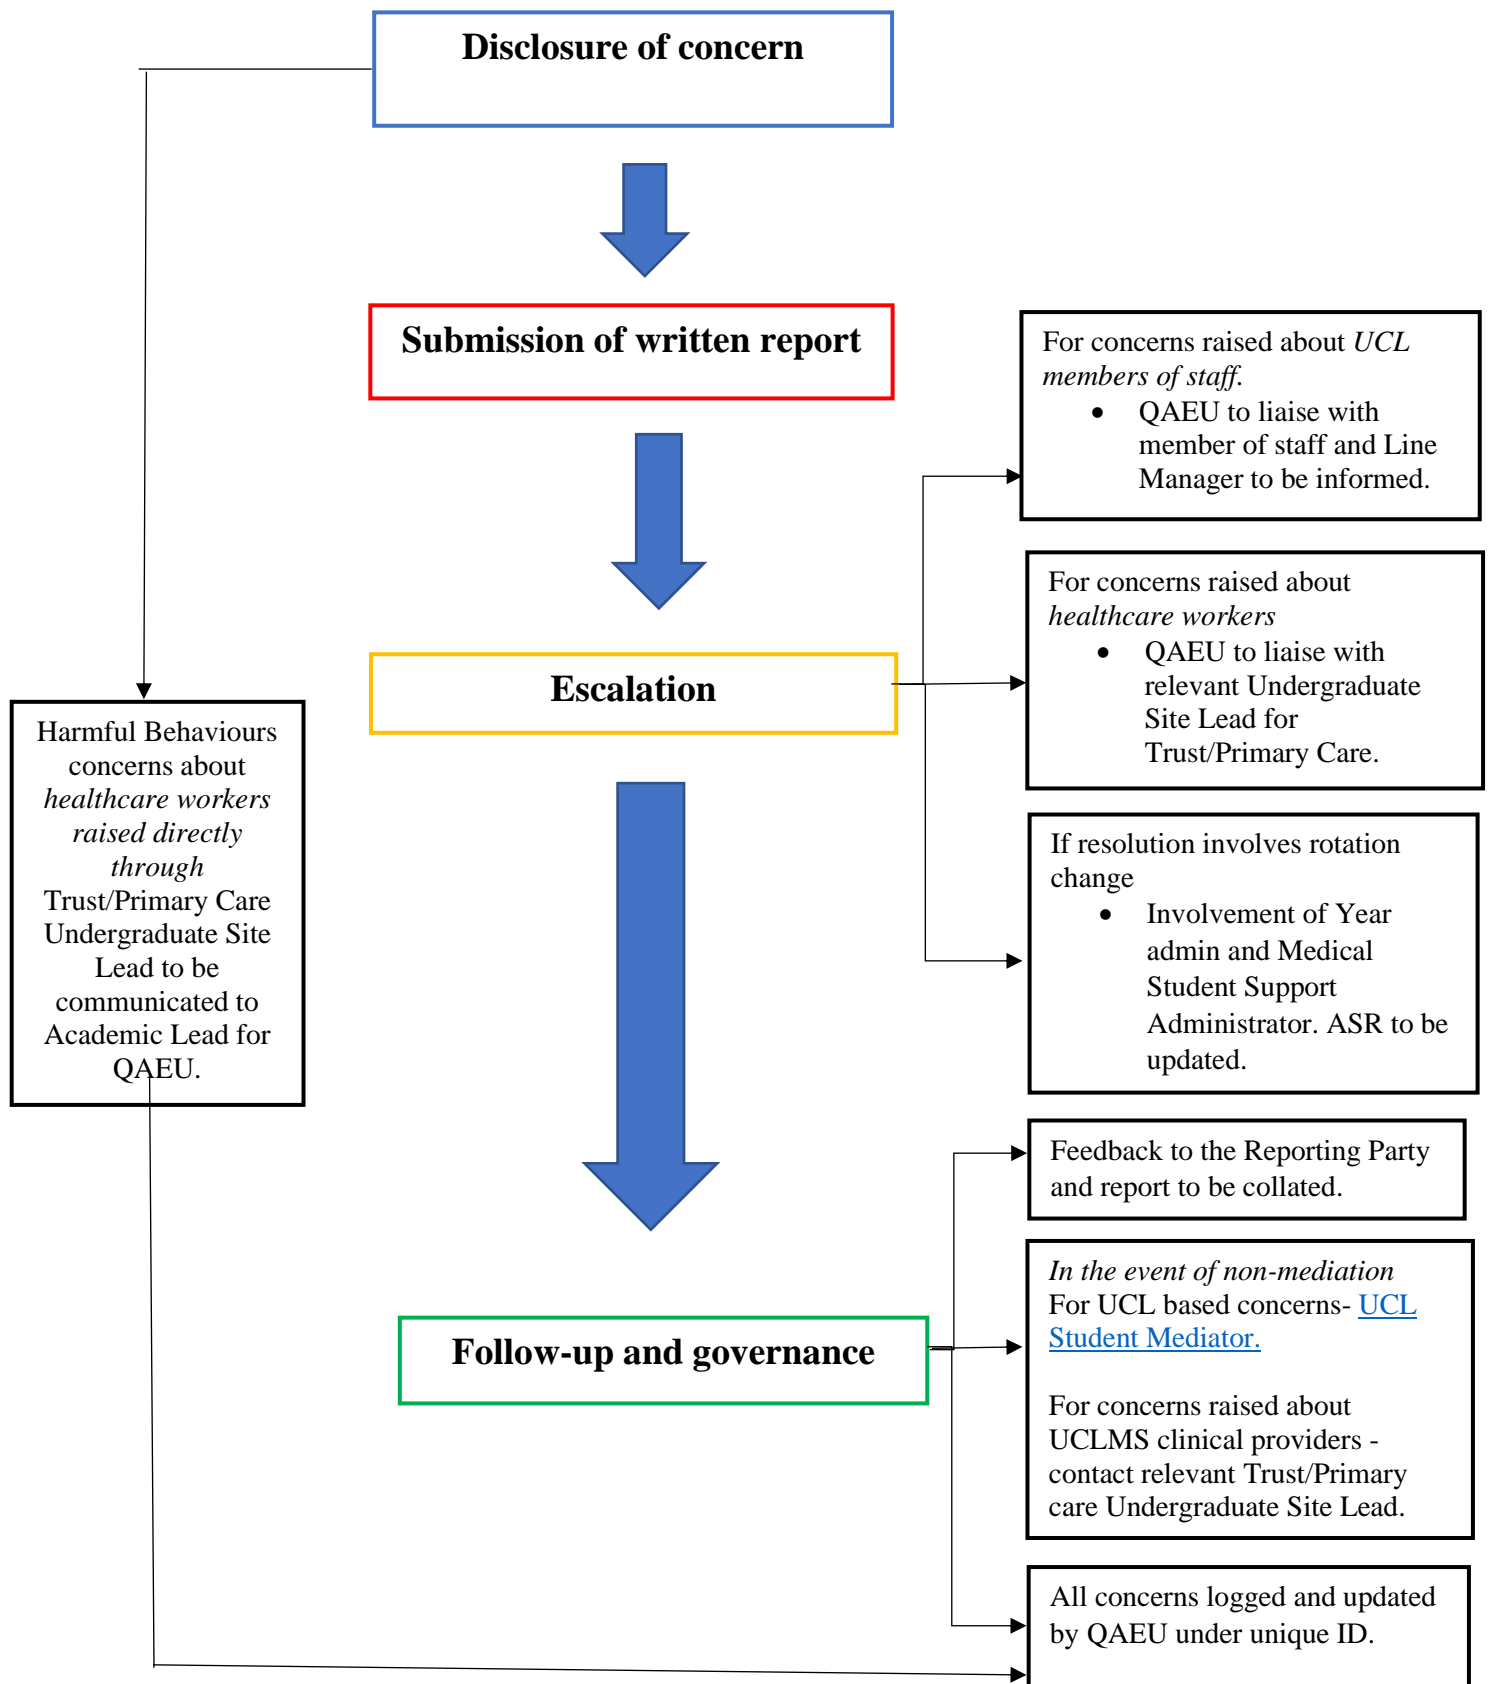 Disclosure of concern
Submission of written report
For concerns raised about UCL
members of staff.
• QAEU to liaise with
member of staff and Line
Manager to be informed.
For concerns raised about
healthcare workers
• QAEU to liaise with
relevant Undergraduate
Site Lead for
Trust/Primary Care.
Escalation
Harmful Behaviours
concerns about
healthcare workers
raised directly
through
Trust/Primary Care
Undergraduate Site
Lead to be
communicated to
Academic Lead for
QAEU.
If resolution involves rotation
change
• Involvement of Year
admin and Medical
Student Support
Administrator. ASR to be
updated.
Feedback to the Reporting Party
and report to be collated.
Follow-up and governance
In the event of non-mediation
For UCL based concerns- UCL
Student Mediator.
For concerns raised about
UCLMS clinical providers -
contact relevant Trust/Primary
care Undergraduate Site Lead.
All concerns logged and updated
by QAEU under unique ID.